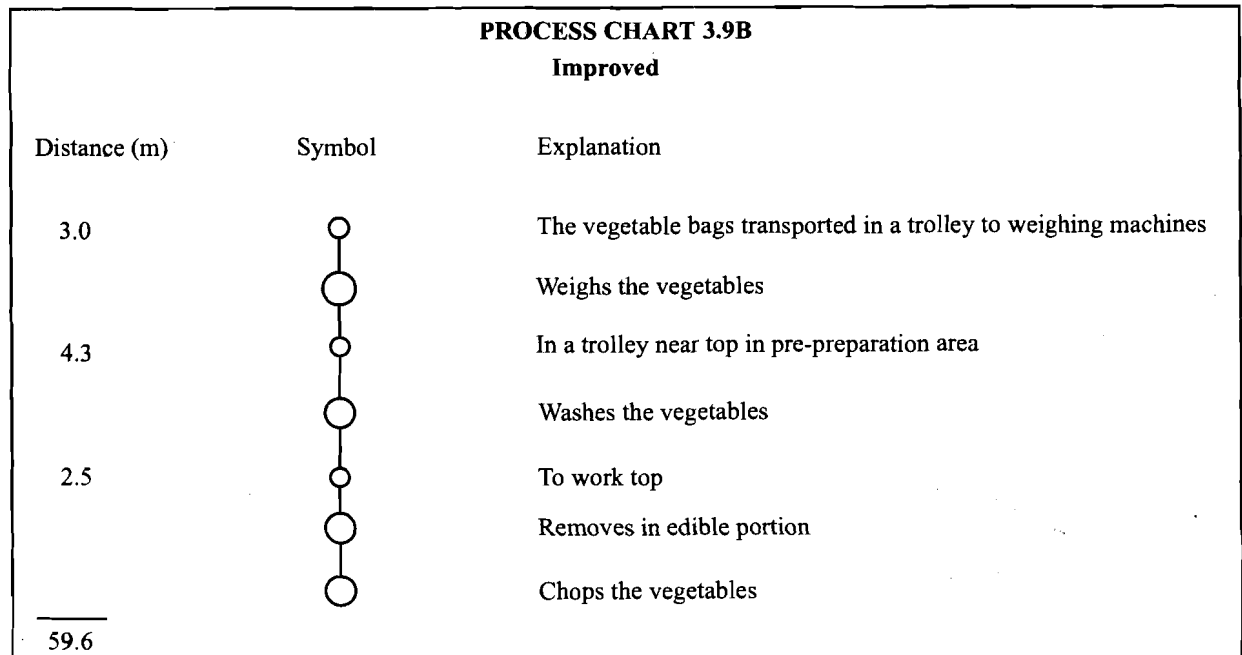 PROCESS CHART 3.9B
Improved
Distance (m) Symbol Explanation
3.0 The vegetable bags transported in a trolley to weighing machines
Weighs the vegetables
4.3 In a trolley near top in pre-preparation area
Washes the vegetables
2.5 To work top
Removes in edible portion
Chops the vegetables
59.6